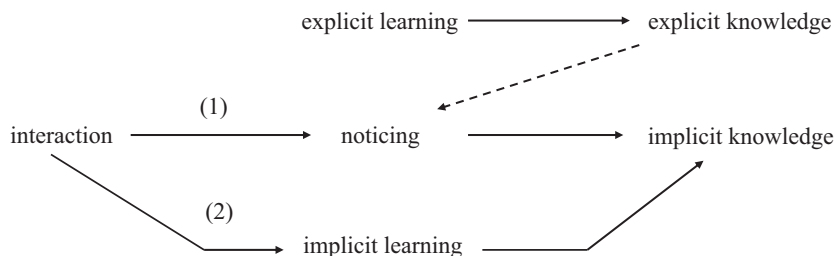 explicit learning explicit knowledge
(1)
interaction noticing implicit knowledge
(2)
implicit learning